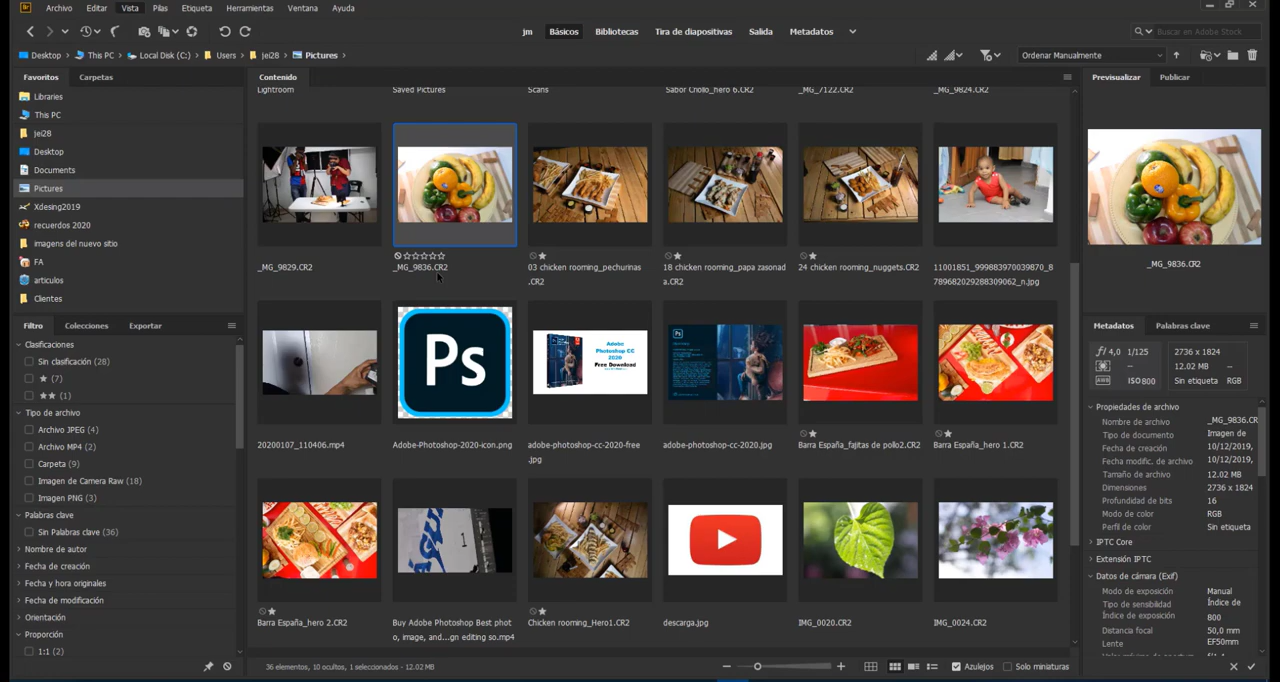 Br Archivo Editar Vista Pilas Etiqueta Herramientas Ventana Ayuda
jm Básicos Bibliotecas Tira de diapositivas Salida Metadatos
Buscar en Adobe Stock
Desktop This PC Local Disk (C:) Users Jei28 Pictures
Ordenar Manualmente
Favoritos Carpetas
Libraries
This PC
Jei28
Desktop
Documents
Pictures
Xdesing2019
recuerdos 2020
imagenes del nuevo sitio
FA
articulos
Clientes
Filtro Colecciones Exportar
Clasificaciones
Sin clasificación (28)
★ (7)
★★ (1)
Tipo de archivo
Archivo JPEG (4)
Archivo MP4 (2)
Carpeta (9)
Imagen de Camera Raw (18)
Imagen PNG (3)
Palabras clave
Sin Palabras clave (36)
Nombre de autor
Fecha de creación
Fecha y hora originales
Fecha de modificación
Orientación
Proporción
1:1 (2)
Contenido
Lightroom Saved Pictures Scans Sabor Criollo_hero 6.CR2 _MG_7122.CR2 _MG_9824.CR2
_MG_9829.CR2
_MG_9836.CR2
03 chicken rooming_pechurinas
.CR2
18 chicken rooming_papa zasonad
a.CR2
24 chicken rooming_nuggets.CR2
11001851_999883970039870_8
789682029288309062_n.jpg
Ps
Adobe
Photoshop CC
2020
Free Download
Ps
20200107_110406.mp4
Adobe-Photoshop-2020-icon.png
adobe-photoshop-cc-2020-free
.jpg
adobe-photoshop-cc-2020.jpg
Barra España_fajitas de pollo2.CR2
Barra España_hero 1.CR2
Barra España_hero 2.CR2
Buy Adobe Photoshop Best phot
o, image, and...gn editing so.mp4
Chicken rooming_Hero1.CR2
descarga.jpg
IMG_0020.CR2
IMG_0024.CR2
36 elementos, 10 ocultos, 1 seleccionados - 12.02 MB
Azulejos Solo miniaturas
Previsualizar Publicar
_MG_9836.CR2
Metadatos Palabras clave
ƒ/ 4,0 1/125
--
AWB ISO800
2736 x 1824
12.02 MB --
Sin etiqueta RGB
Propiedades de archivo
Nombre de archivo _MG_9836.CR
Tipo de documento Imagen de
Fecha de creación 10/12/2019,
Fecha modific. de archivo 10/12/2019,
Tamaño de archivo 12.02 MB
Dimensiones 2736 x 1824
Profundidad de bits 16
Modo de color RGB
Perfil de color Sin etiqueta
IPTC Core
Extensión IPTC
Datos de cámara (Exif)
Modo de exposición Manual
Tipo de sensibilidad Índice de
Índice de exposición 800
Distancia focal 50,0 mm
Lente EF50mm